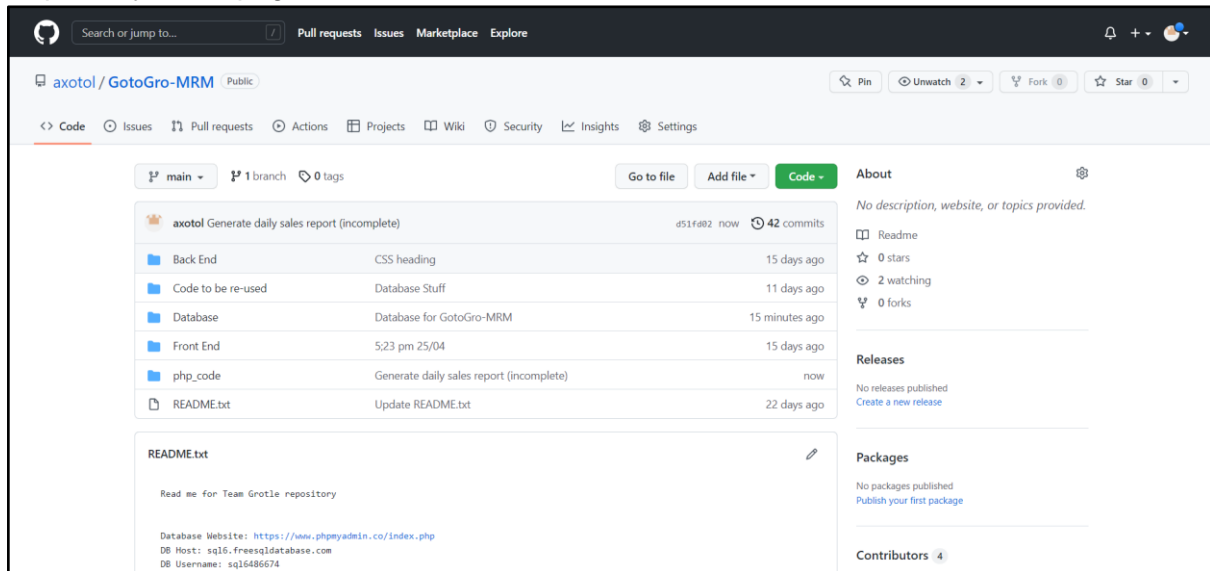 Search or jump to... / Pull requests Issues Marketplace Explore
axotol / GotoGro-MRM Public
Pin Unwatch 2 Fork 0 Star 0
<> Code Issues Pull requests Actions Projects Wiki Security Insights Settings
main 1 branch 0 tags Go to file Add file Code
axotol Generate daily sales report (incomplete) d51fd02 now 42 commits
Back End CSS heading 15 days ago
Code to be re-used Database Stuff 11 days ago
Database Database for GotoGro-MRM 15 minutes ago
Front End 5;23 pm 25/04 15 days ago
php_code Generate daily sales report (incomplete) now
README.txt Update README.txt 22 days ago
README.txt
Read me for Team Grotle repository
Database Website: https://www.phpmyadmin.co/index.php
DB Host: sql6.freesqldatabase.com
DB Username: sql6486674
About
No description, website, or topics provided.
Readme
0 stars
2 watching
0 forks
Releases
No releases published
Create a new release
Packages
No packages published
Publish your first package
Contributors 4